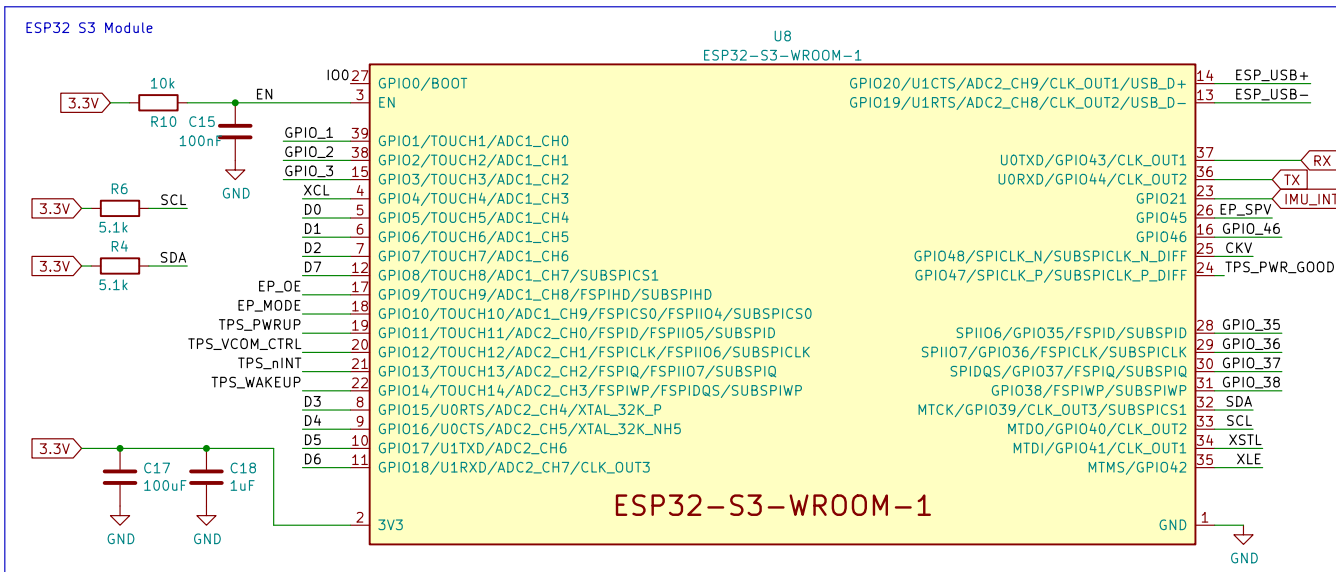 ESP32 S3 Module
U8
ESP32-S3-WROOM-1
3.3V
10k
R10
EN
C15
100nF
GND
3.3V
R6
5.1k
SCL
3.3V
R4
5.1k
SDA
3.3V
C17
100uF
GND
C18
1uF
GND
IO0 27 GPIO0/BOOT
3 EN
GPIO_1 39 GPIO1/TOUCH1/ADC1_CH0
GPIO_2 38 GPIO2/TOUCH2/ADC1_CH1
GPIO_3 15 GPIO3/TOUCH3/ADC1_CH2
XCL 4 GPIO4/TOUCH4/ADC1_CH3
D0 5 GPIO5/TOUCH5/ADC1_CH4
D1 6 GPIO6/TOUCH6/ADC1_CH5
D2 7 GPIO7/TOUCH7/ADC1_CH6
D7 12 GPIO8/TOUCH8/ADC1_CH7/SUBSPICS1
EP_OE 17 GPIO9/TOUCH9/ADC1_CH8/FSPIHD/SUBSPIHD
EP_MODE 18 GPIO10/TOUCH10/ADC1_CH9/FSPICS0/FSPIIO4/SUBSPICS0
TPS_PWRUP 19 GPIO11/TOUCH11/ADC2_CH0/FSPID/FSPIIO5/SUBSPID
TPS_VCOM_CTRL 20 GPIO12/TOUCH12/ADC2_CH1/FSPICLK/FSPIIO6/SUBSPICLK
TPS_nINT 21 GPIO13/TOUCH13/ADC2_CH2/FSPIQ/FSPIIO7/SUBSPIQ
TPS_WAKEUP 22 GPIO14/TOUCH14/ADC2_CH3/FSPIWP/FSPIDQS/SUBSPIWP
D3 8 GPIO15/U0RTS/ADC2_CH4/XTAL_32K_P
D4 9 GPIO16/U0CTS/ADC2_CH5/XTAL_32K_NH5
D5 10 GPIO17/U1TXD/ADC2_CH6
D6 11 GPIO18/U1RXD/ADC2_CH7/CLK_OUT3
2 3V3
GPIO20/U1CTS/ADC2_CH9/CLK_OUT1/USB_D+ 14 ESP_USB+
GPIO19/U1RTS/ADC2_CH8/CLK_OUT2/USB_D- 13 ESP_USB-
U0TXD/GPIO43/CLK_OUT1 37 RX
U0RXD/GPIO44/CLK_OUT2 36 TX
GPIO21 23 IMU_INT
GPIO45 26 EP_SPV
GPIO46 16 GPIO_46
GPIO48/SPICLK_N/SUBSPICLK_N_DIFF 25 CKV
GPIO47/SPICLK_P/SUBSPICLK_P_DIFF 24 TPS_PWR_GOOD
SPIIO6/GPIO35/FSPID/SUBSPID 28 GPIO_35
SPIIO7/GPIO36/FSPICLK/SUBSPICLK 29 GPIO_36
SPIDQS/GPIO37/FSPIQ/SUBSPIQ 30 GPIO_37
GPIO38/FSPIWP/SUBSPIWP 31 GPIO_38
MTCK/GPIO39/CLK_OUT3/SUBSPICS1 32 SDA
MTDO/GPIO40/CLK_OUT2 33 SCL
MTDI/GPIO41/CLK_OUT1 34 XSTL
MTMS/GPIO42 35 XLE
ESP32-S3-WROOM-1
GND 1
GND